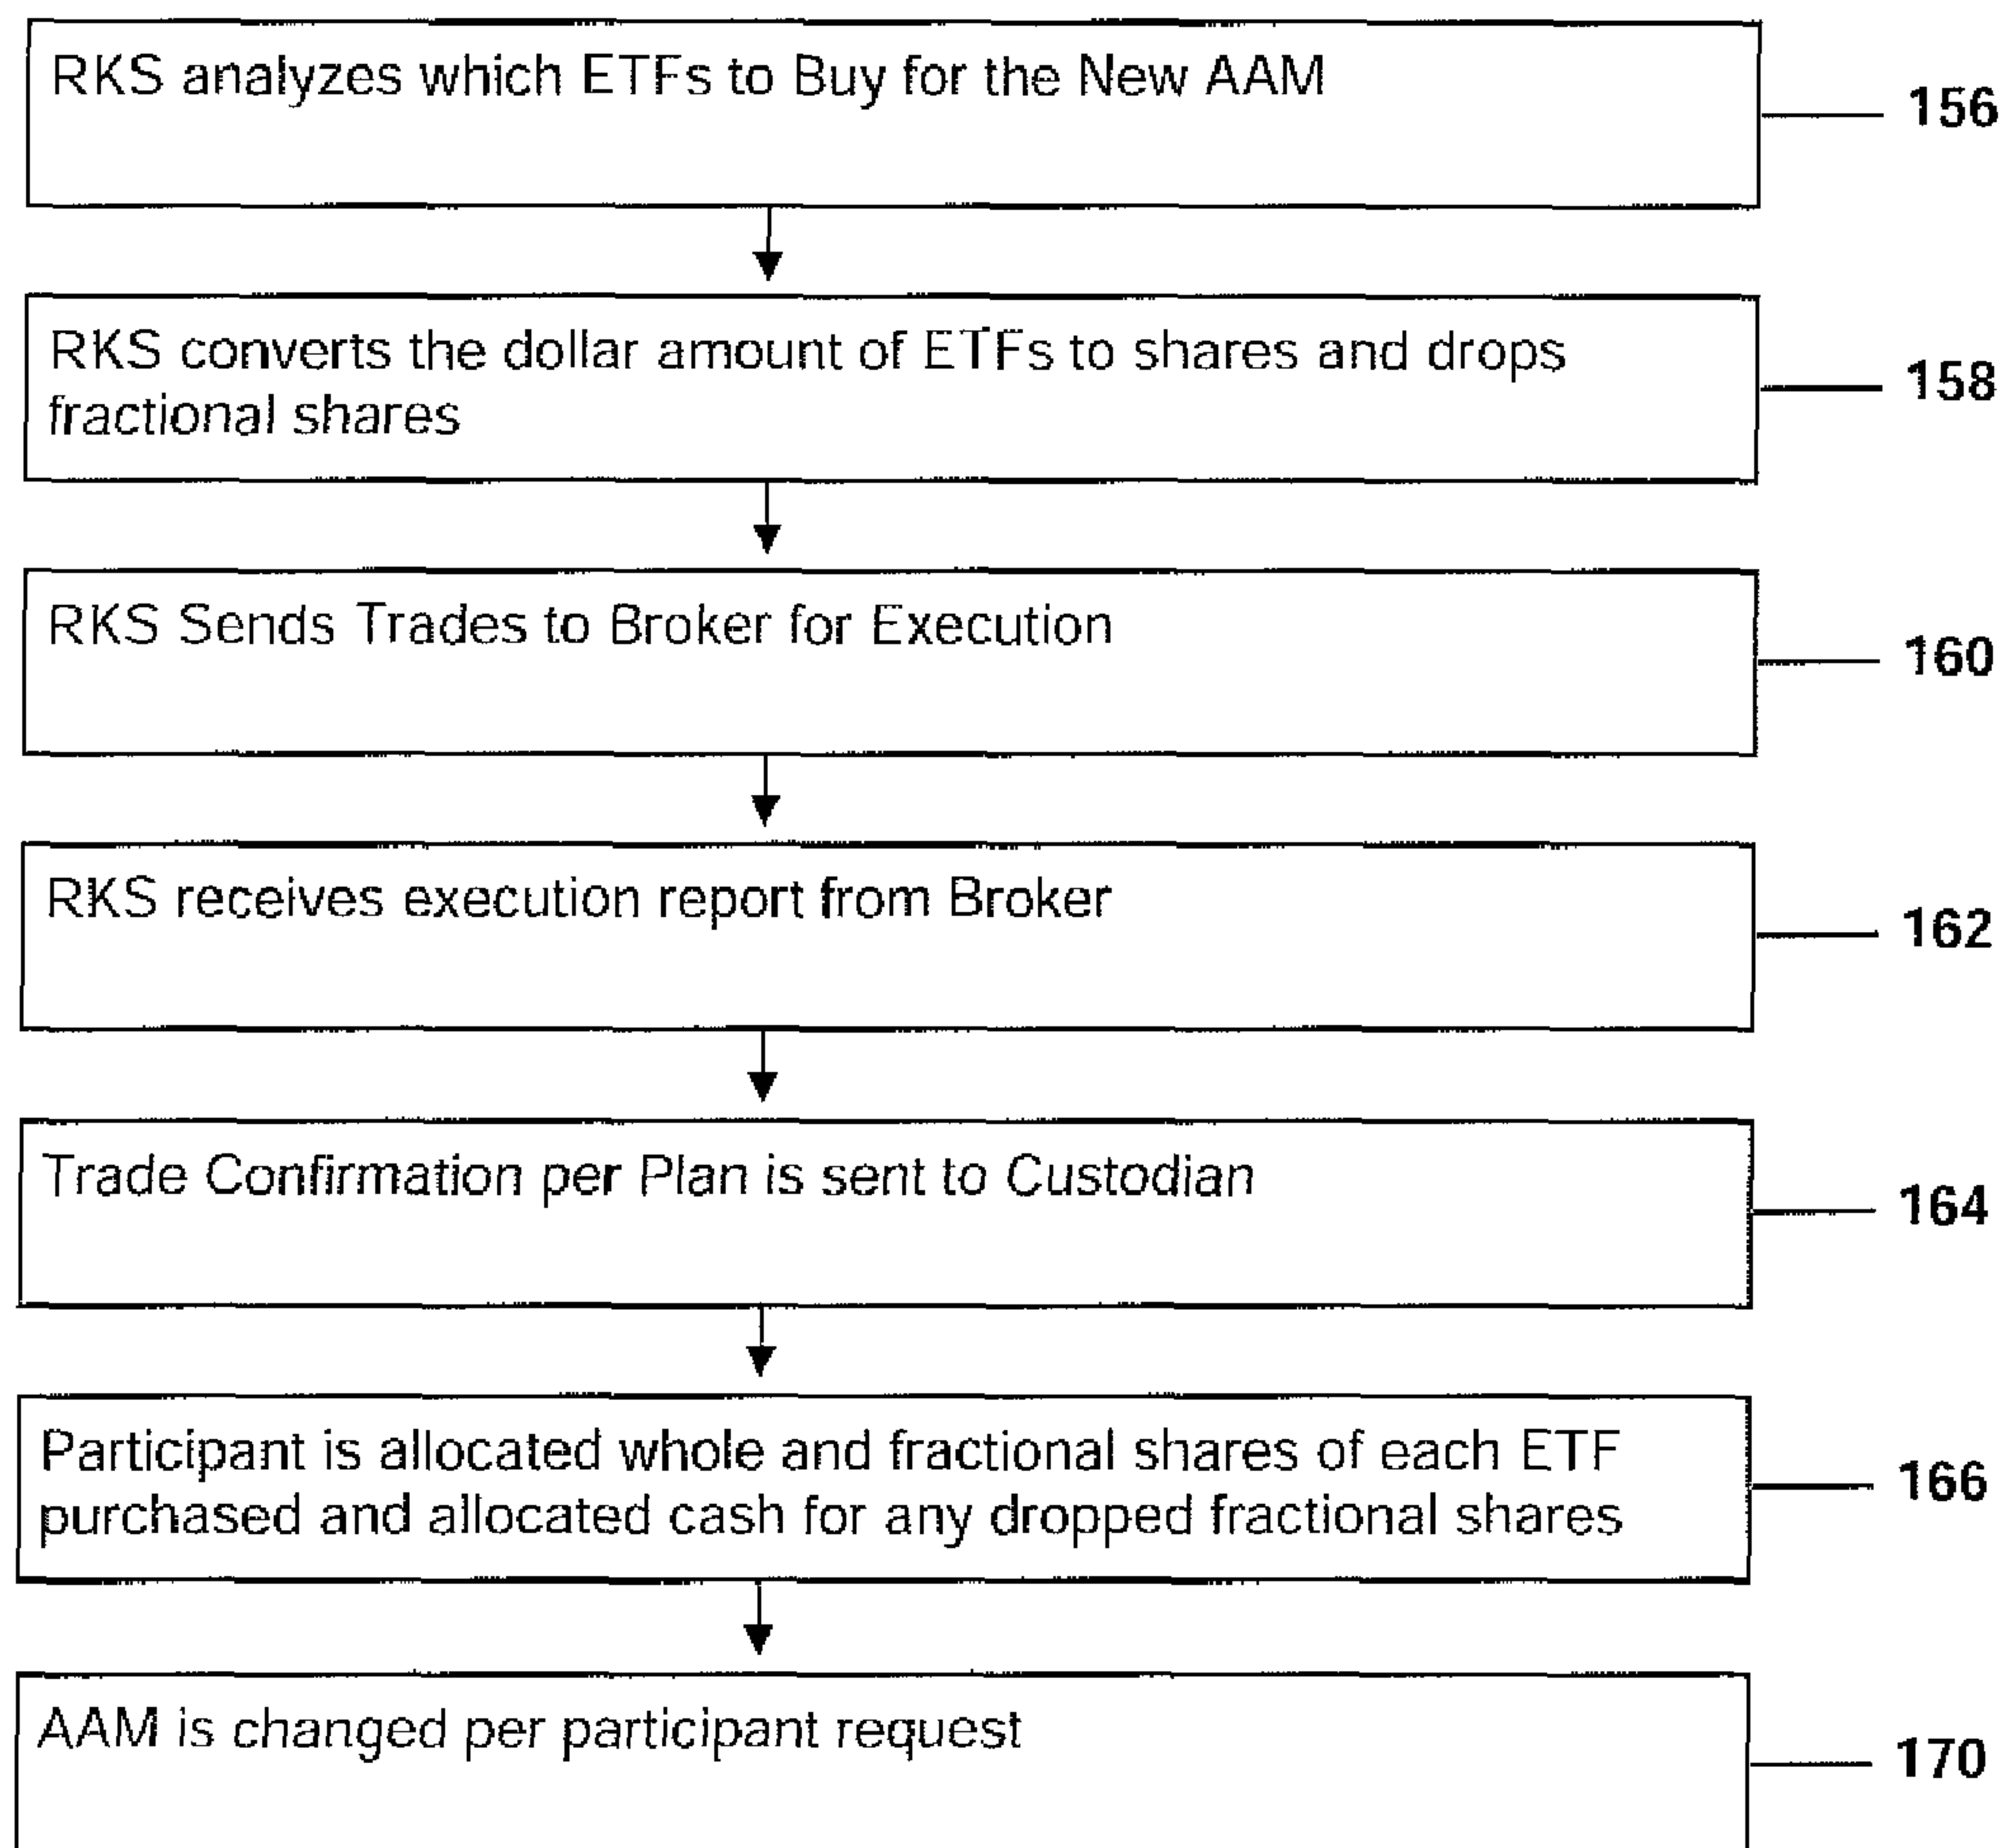 RKS analyzes which ETFs to Buy for the New AAM
156
RKS converts the dollar amount of ETFs to shares and drops
fractional shares
158
RKS Sends Trades to Broker for Execution
160
RKS receives execution report from Broker
162
Trade Confirmation per Plan is sent to Custodian
164
Participant is allocated whole and fractional shares of each ETF
purchased and allocated cash for any dropped fractional shares
166
AAM is changed per participant request
170